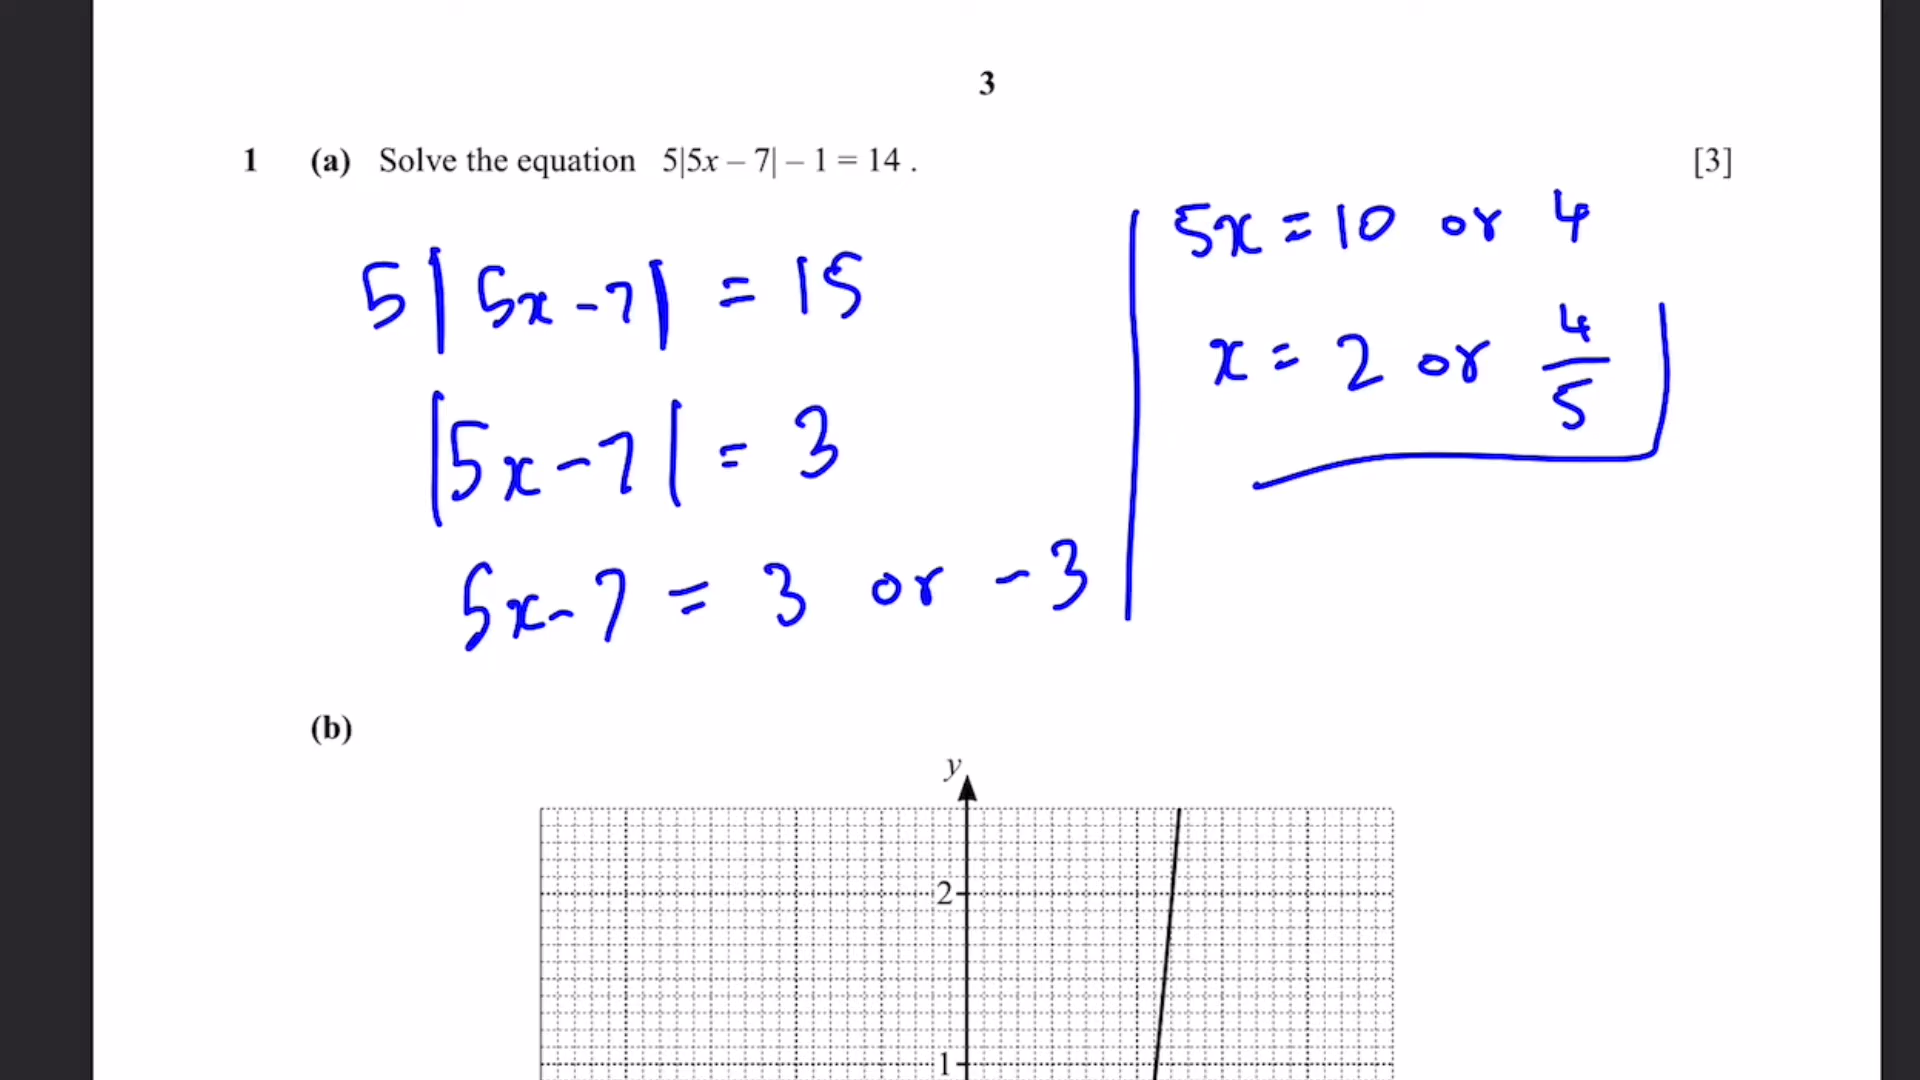 3
1 (a) Solve the equation 5|5x – 7| – 1 = 14 . [3]
5|5x-7| = 15
|5x-7| = 3
5x-7 = 3 or -3
5x = 10 or 4
x = 2 or 4/5
(b)
y
2
1